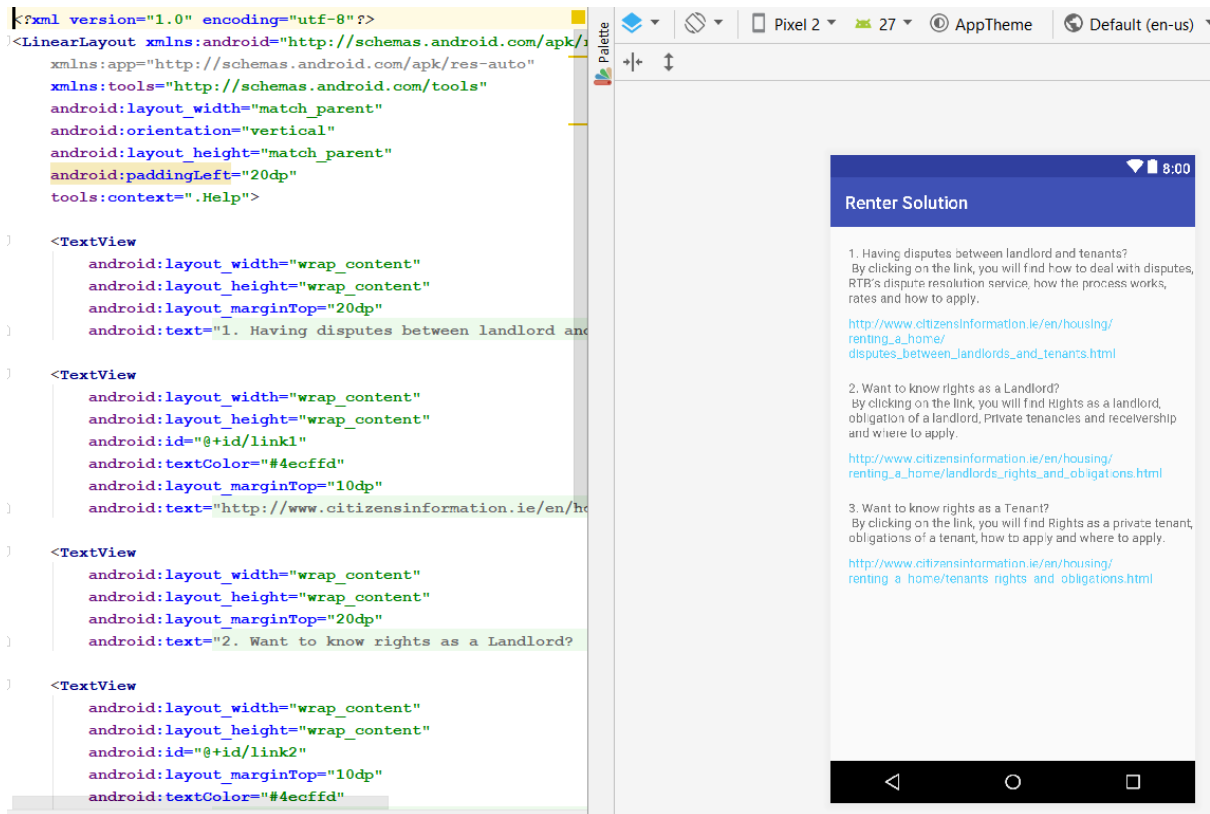 <?xml version="1.0" encoding="utf-8"?>
<LinearLayout xmlns:android="http://schemas.android.com/apk/
xmlns:app="http://schemas.android.com/apk/res-auto"
xmlns:tools="http://schemas.android.com/tools"
android:layout_width="match_parent"
android:orientation="vertical"
android:layout_height="match_parent"
android:paddingLeft="20dp"
tools:context=".Help">
<TextView
android:layout_width="wrap_content"
android:layout_height="wrap_content"
android:layout_marginTop="20dp"
android:text="1. Having disputes between landlord and
<TextView
android:layout_width="wrap_content"
android:layout_height="wrap_content"
android:id="@+id/link1"
android:textColor="#4ecffd"
android:layout_marginTop="10dp"
android:text="http://www.citizensinformation.ie/en/ho
<TextView
android:layout_width="wrap_content"
android:layout_height="wrap_content"
android:layout_marginTop="20dp"
android:text="2. Want to know rights as a Landlord?
<TextView
android:layout_width="wrap_content"
android:layout_height="wrap_content"
android:id="@+id/link2"
android:layout_marginTop="10dp"
android:textColor="#4ecffd"
Palette
Pixel 2 27 AppTheme Default (en-us)
8:00
Renter Solution
1. Having disputes between landlord and tenants?
By clicking on the link, you will find how to deal with disputes,
RTB's dispute resolution service, how the process works,
rates and how to apply.
http://www.citizensinformation.ie/en/housing/
renting_a_home/
disputes_between_landlords_and_tenants.html
2. Want to know rights as a Landlord?
By clicking on the link, you will find Rights as a landlord,
obligation of a landlord, Private tenancies and receivership
and where to apply.
http://www.citizensinformation.ie/en/housing/
renting_a_home/landlords_rights_and_obligations.html
3. Want to know rights as a Tenant?
By clicking on the link, you will find Rights as a private tenant,
obligations of a tenant, how to apply and where to apply.
http://www.citizensinformation.ie/en/housing/
renting_a_home/tenants_rights_and_obligations.html